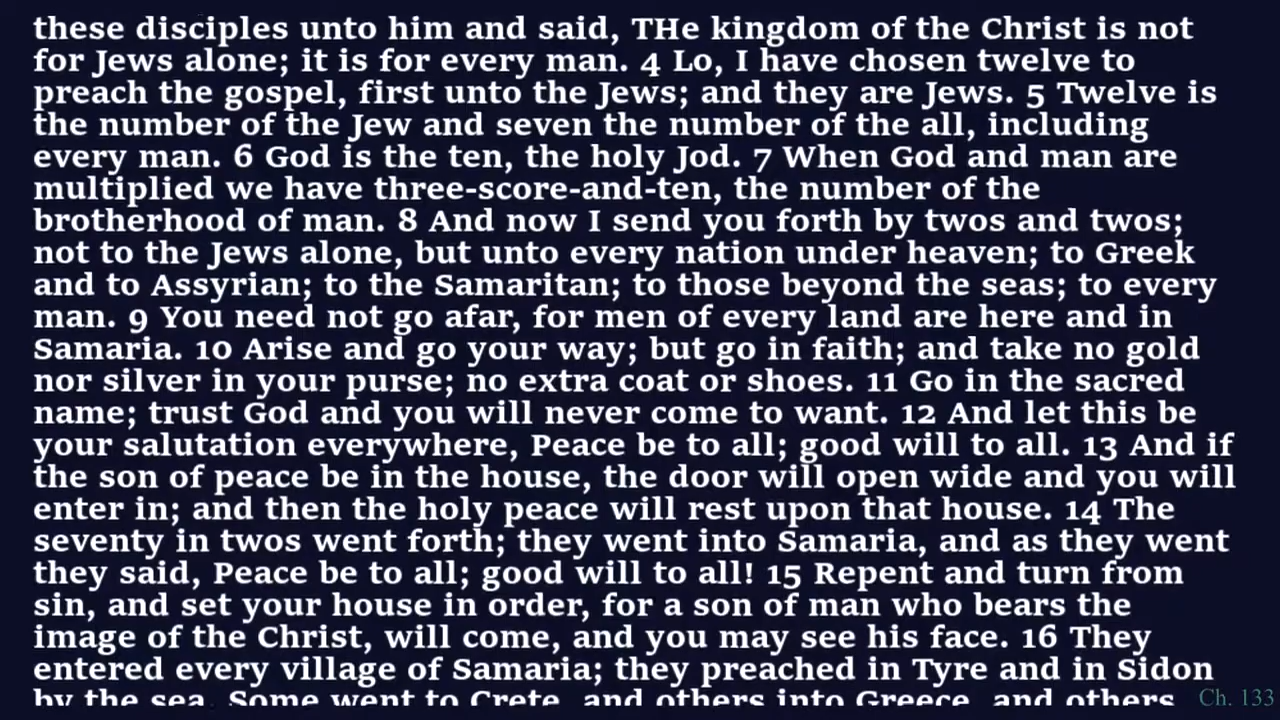 these disciples unto him and said, THe kingdom of the Christ is not
for Jews alone; it is for every man. 4 Lo, I have chosen twelve to
preach the gospel, first unto the Jews; and they are Jews. 5 Twelve is
the number of the Jew and seven the number of the all, including
every man. 6 God is the ten, the holy Jod. 7 When God and man are
multiplied we have three-score-and-ten, the number of the
brotherhood of man. 8 And now I send you forth by twos and twos;
not to the Jews alone, but unto every nation under heaven; to Greek
and to Assyrian; to the Samaritan; to those beyond the seas; to every
man. 9 You need not go afar, for men of every land are here and in
Samaria. 10 Arise and go your way; but go in faith; and take no gold
nor silver in your purse; no extra coat or shoes. 11 Go in the sacred
name; trust God and you will never come to want. 12 And let this be
your salutation everywhere, Peace be to all; good will to all. 13 And if
the son of peace be in the house, the door will open wide and you will
enter in; and then the holy peace will rest upon that house. 14 The
seventy in twos went forth; they went into Samaria, and as they went
they said, Peace be to all; good will to all! 15 Repent and turn from
sin, and set your house in order, for a son of man who bears the
image of the Christ, will come, and you may see his face. 16 They
entered every village of Samaria; they preached in Tyre and in Sidon
by the sea. Some went to Crete, and others into Greece, and others
Ch. 133